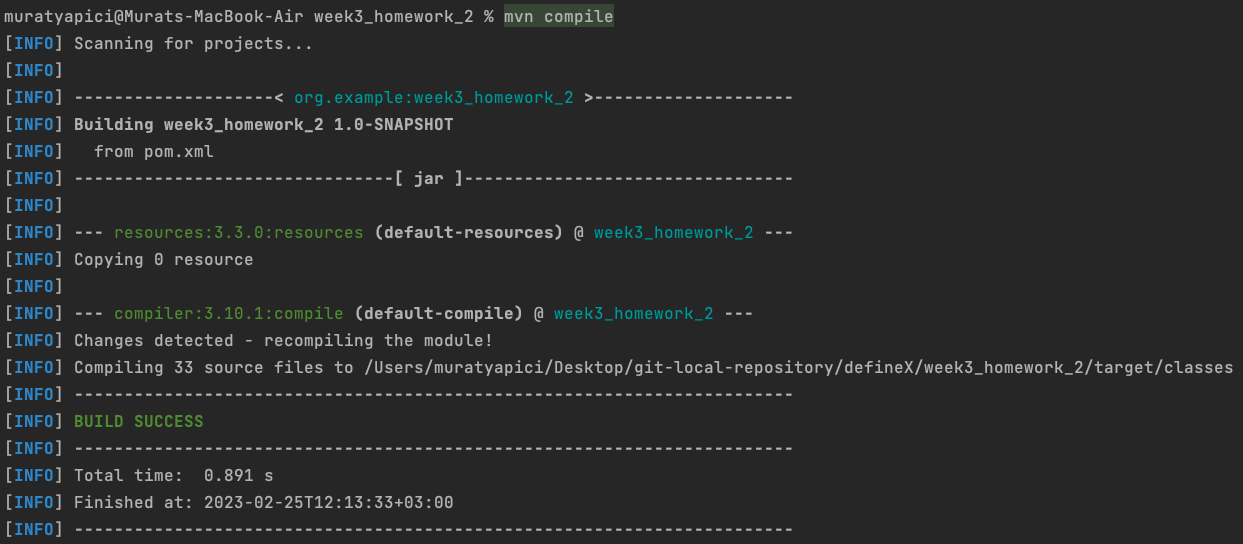 muratyapici@Murats-MacBook-Air week3_homework_2 % mvn compile
[INFO] Scanning for projects...
[INFO]
[INFO] --------------------< org.example:week3_homework_2 >--------------------
[INFO] Building week3_homework_2 1.0-SNAPSHOT
[INFO]   from pom.xml
[INFO] --------------------------------[ jar ]---------------------------------
[INFO]
[INFO] --- resources:3.3.0:resources (default-resources) @ week3_homework_2 ---
[INFO] Copying 0 resource
[INFO]
[INFO] --- compiler:3.10.1:compile (default-compile) @ week3_homework_2 ---
[INFO] Changes detected - recompiling the module!
[INFO] Compiling 33 source files to /Users/muratyapici/Desktop/git-local-repository/defineX/week3_homework_2/target/classes
[INFO] ------------------------------------------------------------------------
[INFO] BUILD SUCCESS
[INFO] ------------------------------------------------------------------------
[INFO] Total time:  0.891 s
[INFO] Finished at: 2023-02-25T12:13:33+03:00
[INFO] ------------------------------------------------------------------------